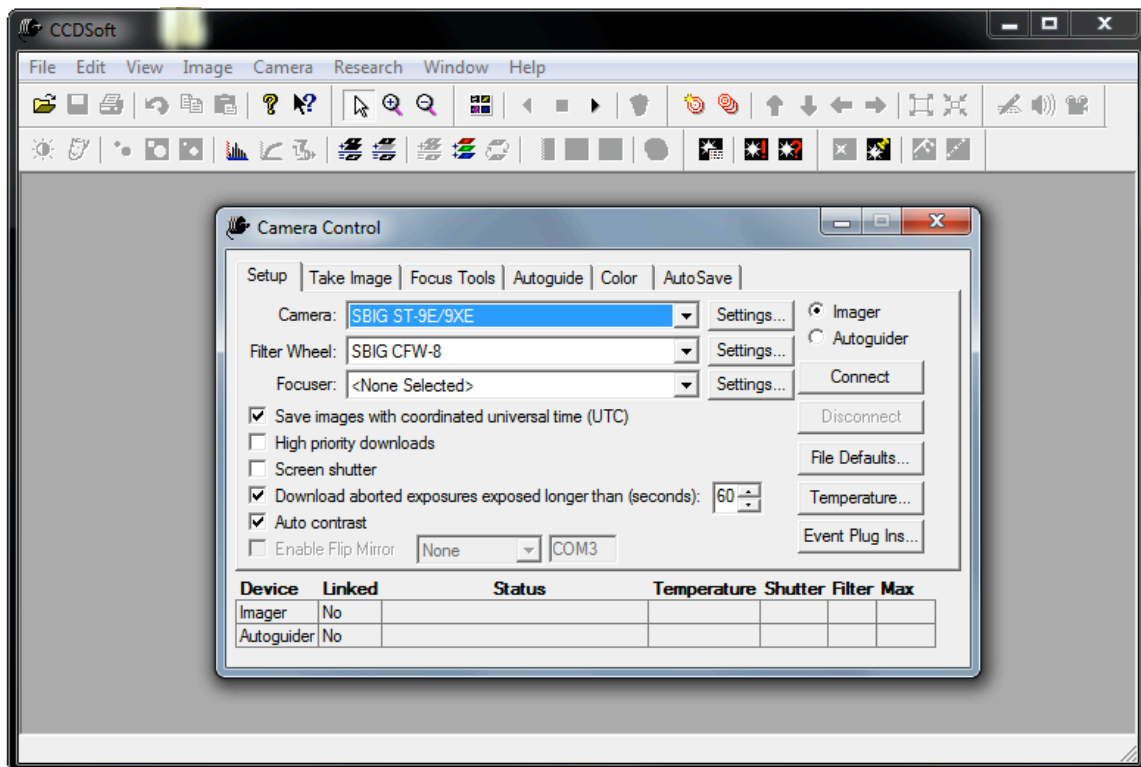 CCDSoft
File Edit View Image Camera Research Window Help
Camera Control
Setup Take Image Focus Tools Autoguide Color AutoSave
Camera: SBIG ST-9E/9XE Settings... Imager
Autoguider
Filter Wheel: SBIG CFW-8 Settings...
Focuser: <None Selected> Settings... Connect
Save images with coordinated universal time (UTC) Disconnect
High priority downloads
File Defaults...
Screen shutter
Download aborted exposures exposed longer than (seconds): 60 Temperature...
Auto contrast
Event Plug Ins...
Enable Flip Mirror None COM3
Device Linked Status Temperature Shutter Filter Max
Imager No
Autoguider No